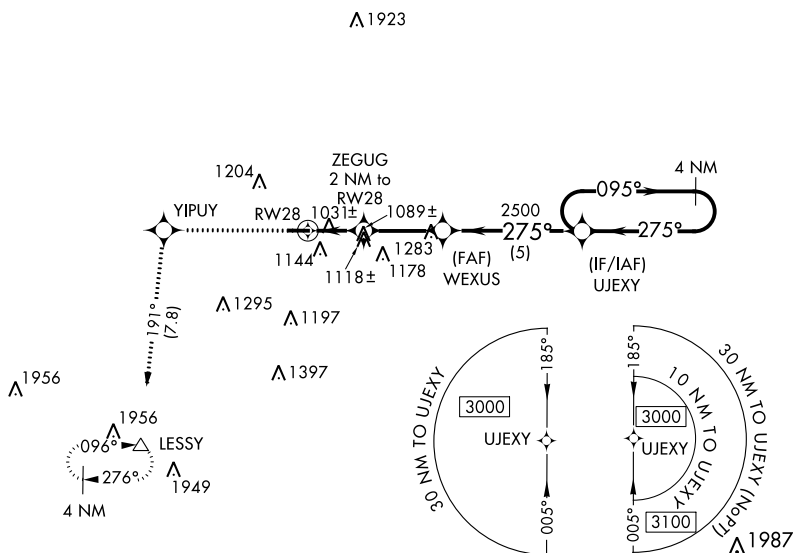 1923
ZEGUG
2 NM to
RW28
4 NM
1204
095°
YIPUY
RW28
1031±
1089±
2500
275°
(5)
275°
1144
1283
(FAF)
WEXUS
(IF/IAF)
UJEXY
1118±
1178
1295
1197
191°
(7.8)
1397
1956
1956
096°
LESSY
276°
1949
4 NM
30 NM TO UJEXY
185°
3000
UJEXY
005°
185°
30 NM TO UJEXY (NoPT)
10 NM TO UJEXY
3000
UJEXY
005°
3100
1987